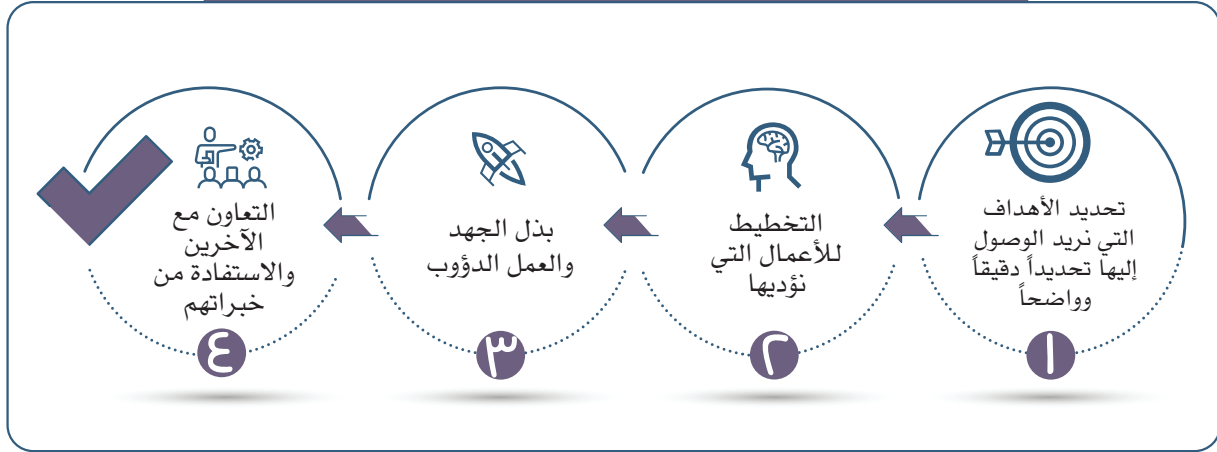 تحديد الأهداف
التي نريد الوصول
إليها تحديداً دقيقاً
وواضحاً
١
التخطيط
للأعمال التي
نؤديها
٢
بذل الجهد
والعمل الدؤوب
٣
التعاون مع
الآخرين
والاستفادة من
خبراتهم
٤